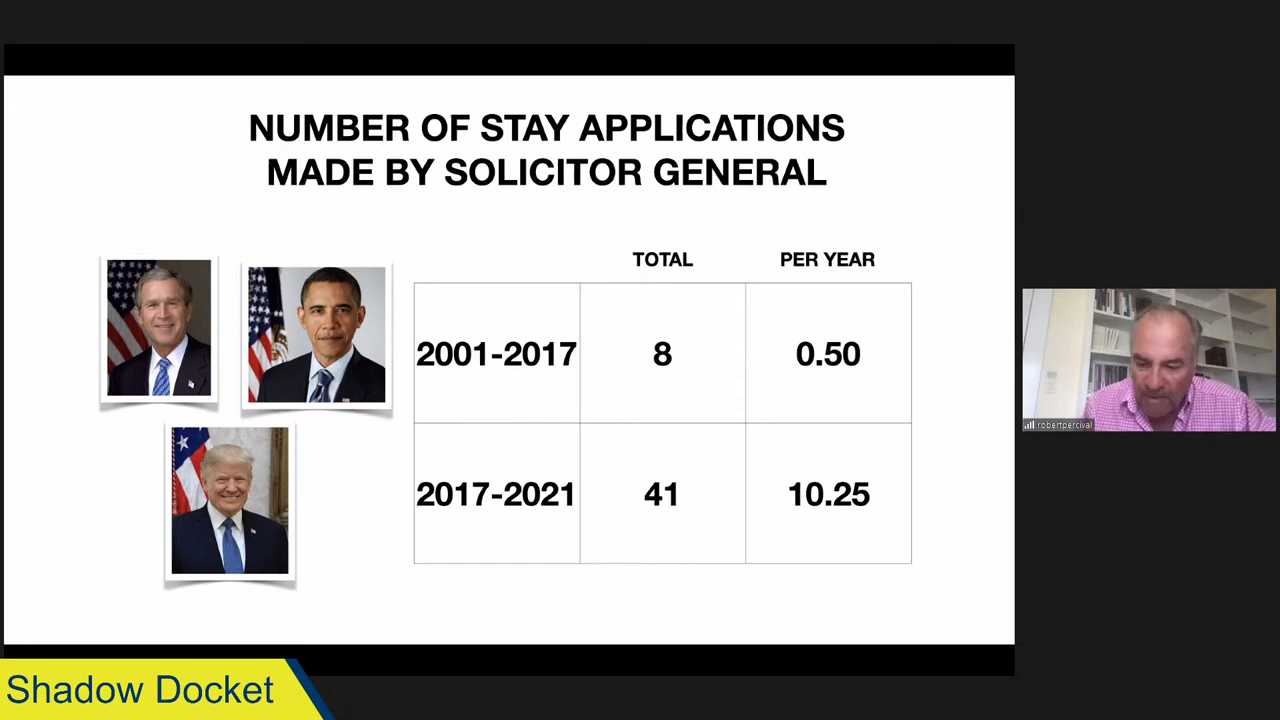 NUMBER OF STAY APPLICATIONS
MADE BY SOLICITOR GENERAL
TOTAL PER YEAR
2001-2017 8 0.50
2017-2021 41 10.25
robertpercival
Shadow Docket